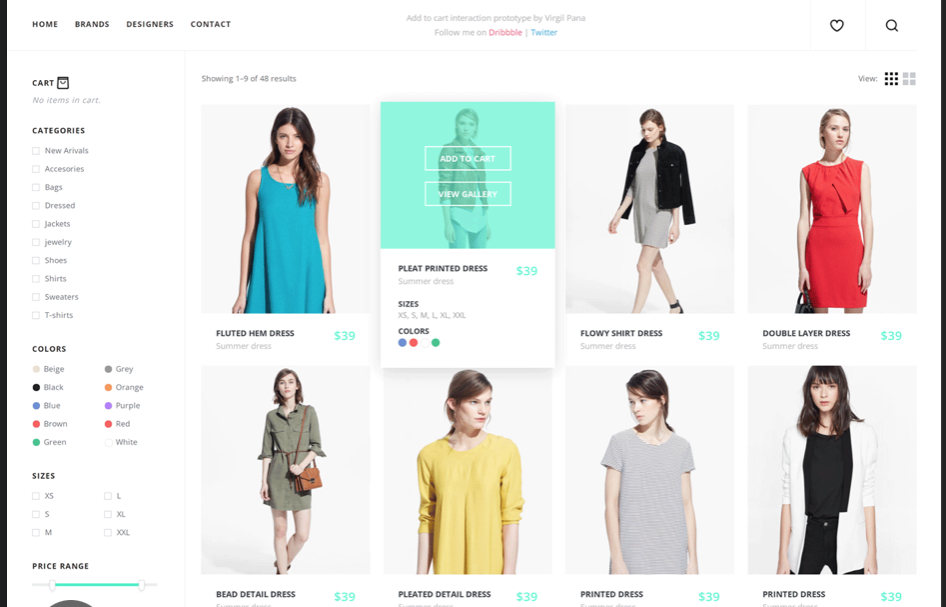 HOME BRANDS DESIGNERS CONTACT
Add to cart interaction prototype by Virgil Pana
Follow me on Dribbble | Twitter
CART
No items in cart.
CATEGORIES
New Arivals
Accesories
Bags
Dressed
Jackets
jewelry
Shoes
Shirts
Sweaters
T-shirts
COLORS
Beige Grey
Black Orange
Blue Purple
Brown Red
Green White
SIZES
XS L
S XL
M XXL
PRICE RANGE
Showing 1-9 of 48 results
View:
ADD TO CART
VIEW GALLERY
PLEAT PRINTED DRESS $39
Summer dress
SIZES
XS, S, M, L, XL, XXL
COLORS
FLUTED HEM DRESS $39
Summer dress
FLOWY SHIRT DRESS $39
Summer dress
DOUBLE LAYER DRESS $39
Summer dress
BEAD DETAIL DRESS $39
Summer dress
PLEATED DETAIL DRESS $39
Summer dress
PRINTED DRESS $39
Summer dress
PRINTED DRESS $39
Summer dress